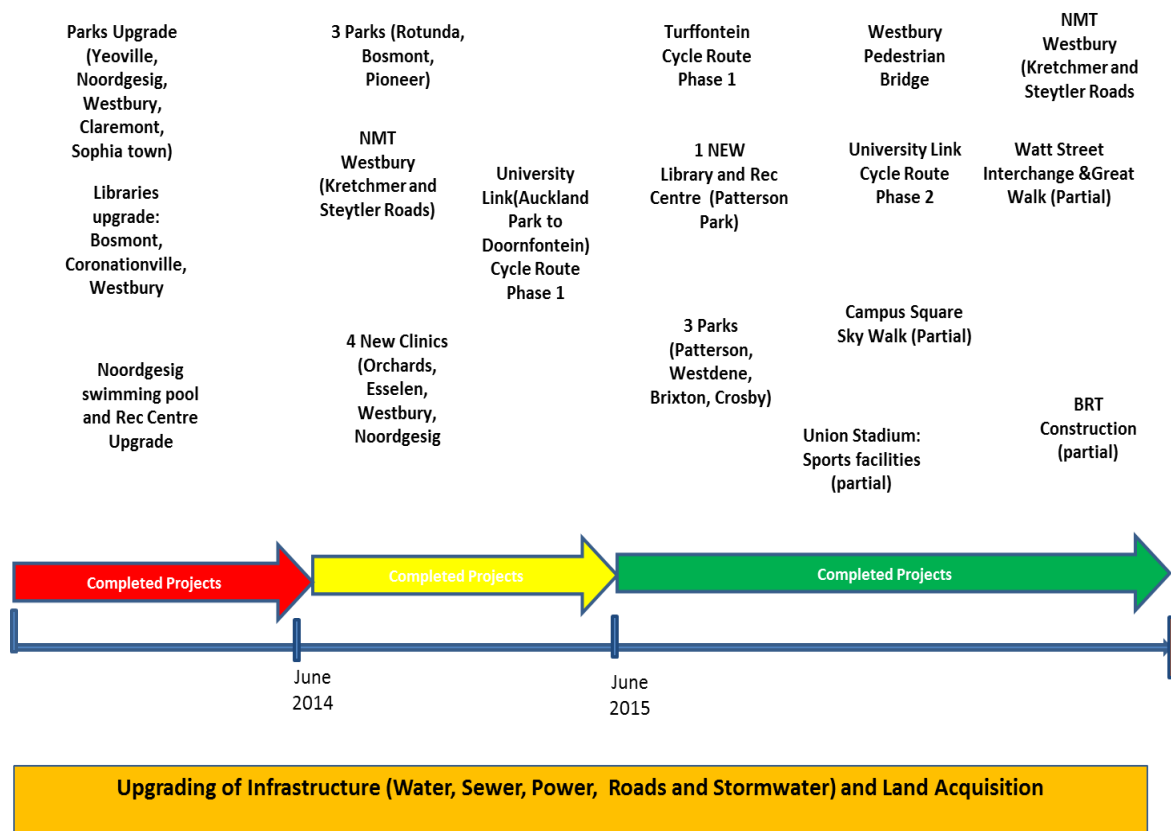 Parks Upgrade
(Yeoville,
Noordgesig,
Westbury,
Claremont,
Sophia town)
Libraries
upgrade:
Bosmont,
Coronationville,
Westbury
Noordgesig
swimming pool
and Rec Centre
Upgrade
3 Parks (Rotunda,
Bosmont,
Pioneer)
NMT
Westbury
(Kretchmer and
Steytler Roads)
4 New Clinics
(Orchards,
Esselen,
Westbury,
Noordgesig
University
Link(Auckland
Park to
Doornfontein)
Cycle Route
Phase 1
Turffontein
Cycle Route
Phase 1
1 NEW
Library and Rec
Centre (Patterson
Park)
3 Parks
(Patterson,
Westdene,
Brixton, Crosby)
Westbury
Pedestrian
Bridge
University Link
Cycle Route
Phase 2
Campus Square
Sky Walk (Partial)
Union Stadium:
Sports facilities
(partial)
NMT
Westbury
(Kretchmer and
Steytler Roads
Watt Street
Interchange &Great
Walk (Partial)
BRT
Construction
(partial)
Completed Projects
Completed Projects
Completed Projects
June
2014
June
2015
Upgrading of Infrastructure (Water, Sewer, Power, Roads and Stormwater) and Land Acquisition